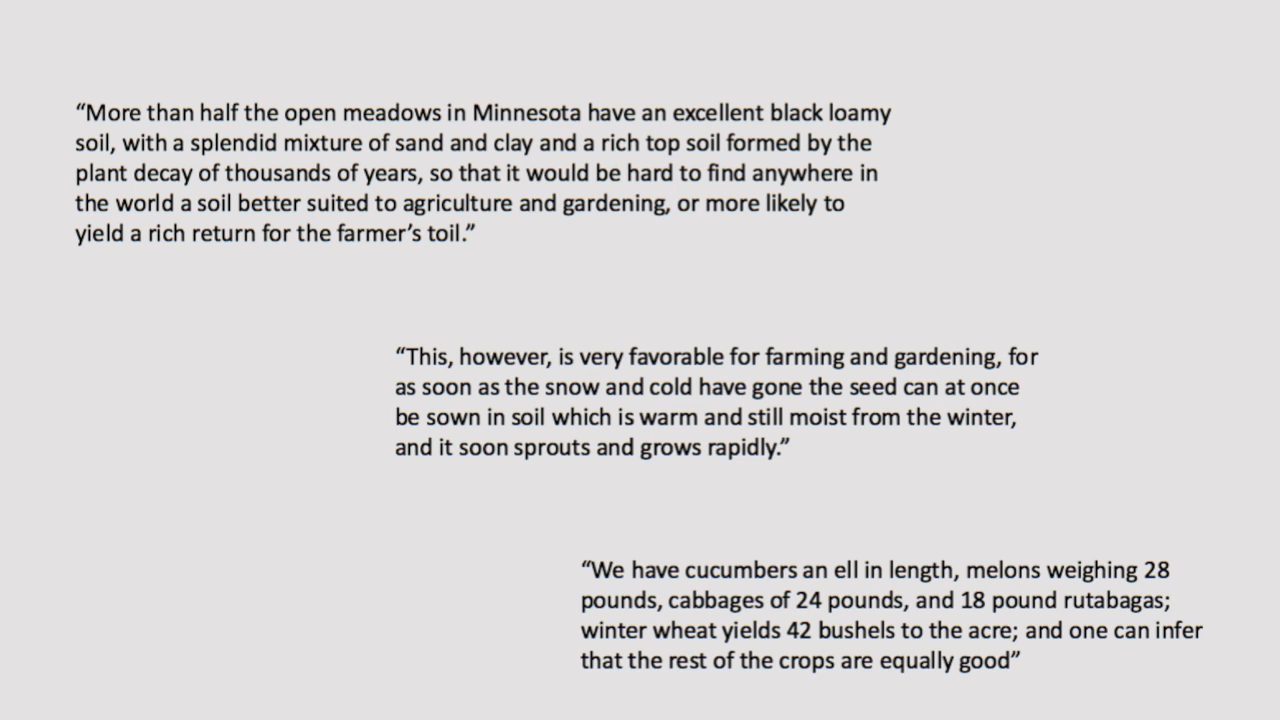 “More than half the open meadows in Minnesota have an excellent black loamy
soil, with a splendid mixture of sand and clay and a rich top soil formed by the
plant decay of thousands of years, so that it would be hard to find anywhere in
the world a soil better suited to agriculture and gardening, or more likely to
yield a rich return for the farmer’s toil.”
“This, however, is very favorable for farming and gardening, for
as soon as the snow and cold have gone the seed can at once
be sown in soil which is warm and still moist from the winter,
and it soon sprouts and grows rapidly.”
“We have cucumbers an ell in length, melons weighing 28
pounds, cabbages of 24 pounds, and 18 pound rutabagas;
winter wheat yields 42 bushels to the acre; and one can infer
that the rest of the crops are equally good”